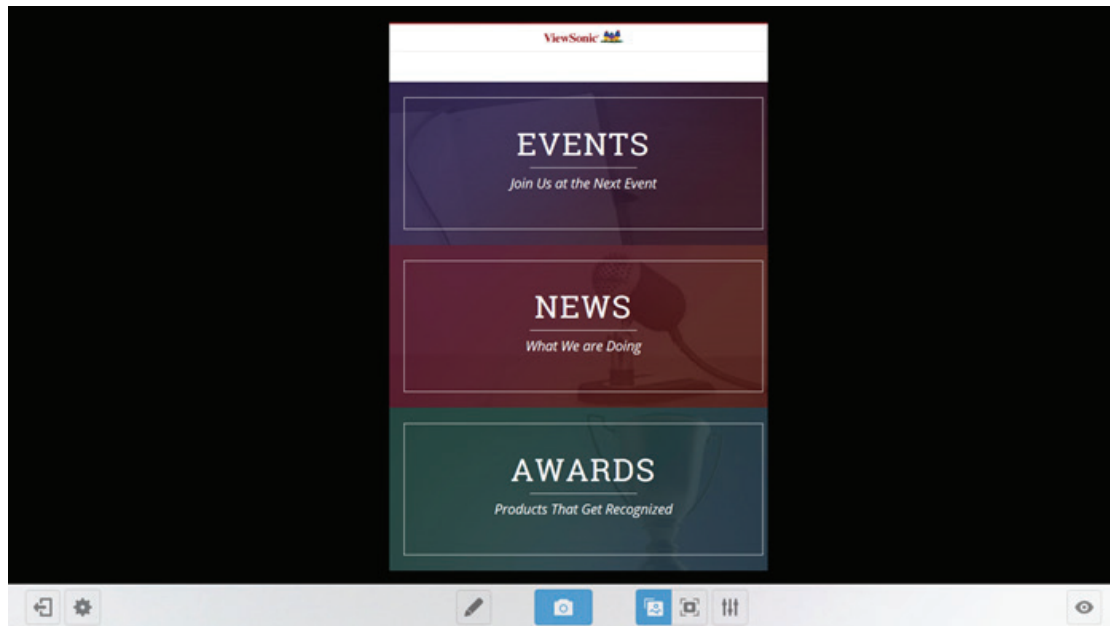 ViewSonic
EVENTS
Join Us at the Next Event
NEWS
What We are Doing
AWARDS
Products That Get Recognized